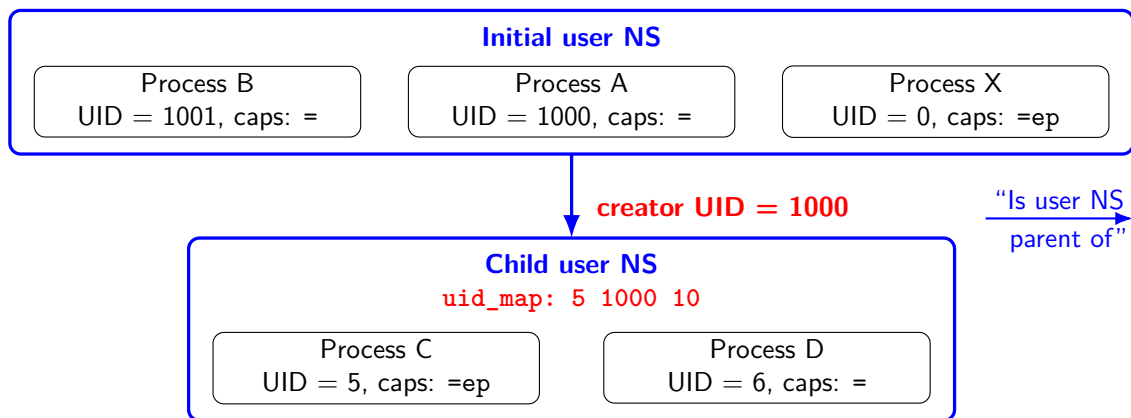 Initial user NS
Process B
UID = 1001, caps: =
Process A
UID = 1000, caps: =
Process X
UID = 0, caps: =ep
creator UID = 1000
“Is user NS
parent of”
Child user NS
uid_map: 5 1000 10
Process C
UID = 5, caps: =ep
Process D
UID = 6, caps: =